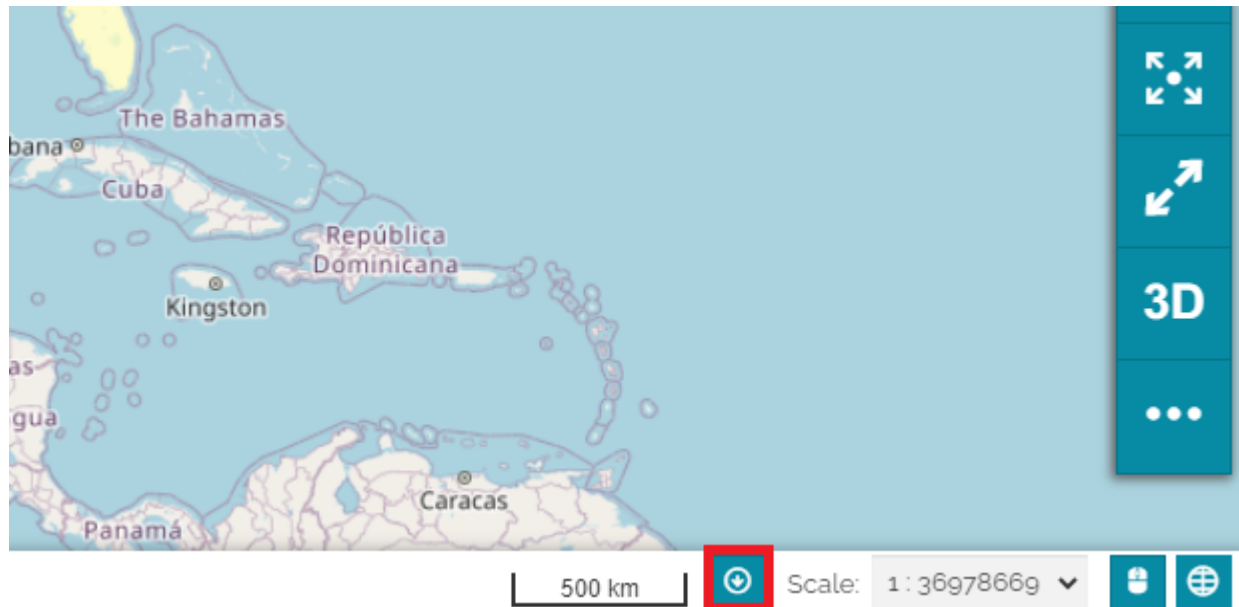 The Bahamas
bana
Cuba
República
Dominicana
Kingston
3D
as
gua
Caracas
Panamá
500 km
Scale:
1 : 36978669